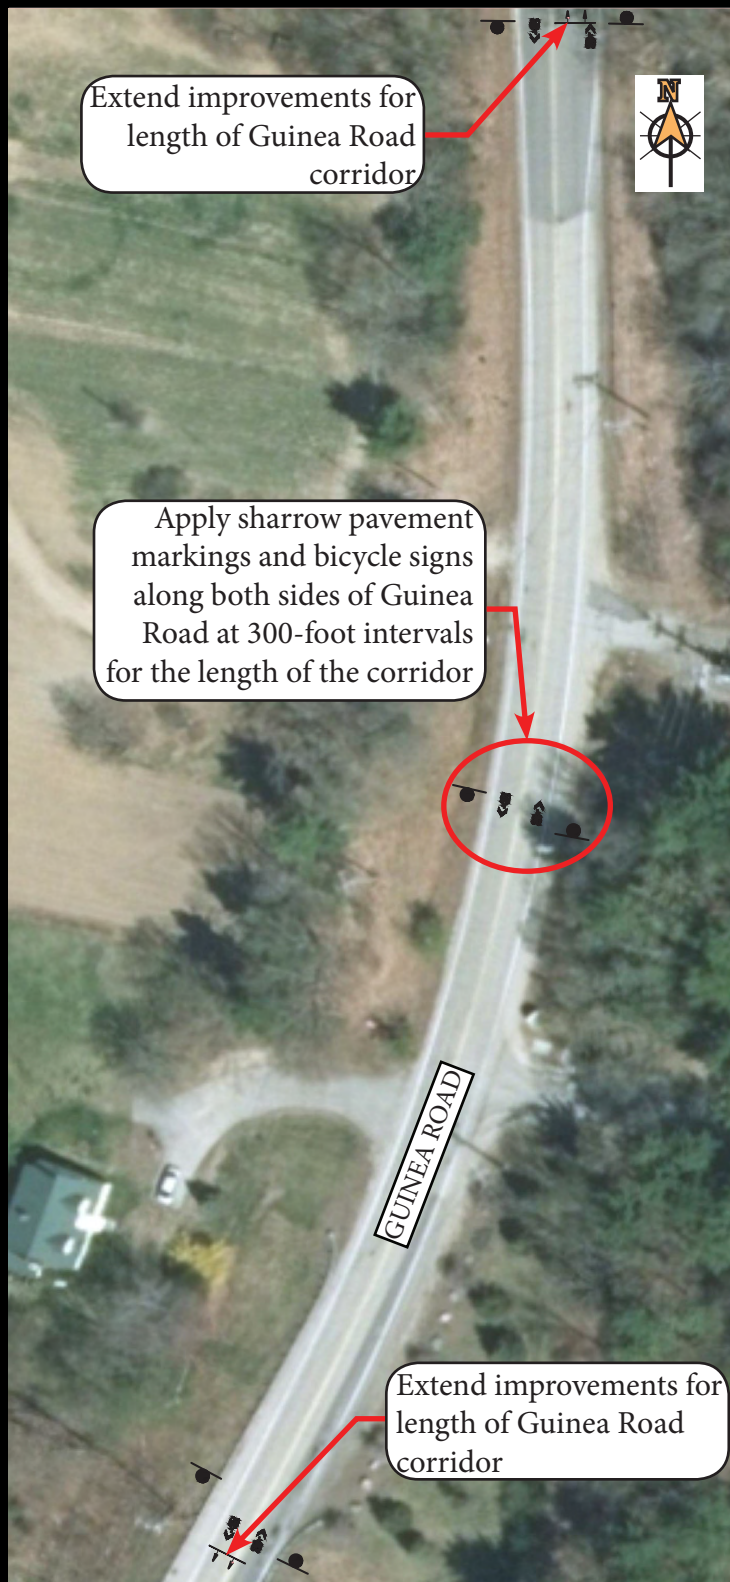 N
Extend improvements for
length of Guinea Road
corridor
Apply sharrow pavement
markings and bicycle signs
along both sides of Guinea
Road at 300-foot intervals
for the length of the corridor
GUINEA ROAD
Extend improvements for
length of Guinea Road
corridor